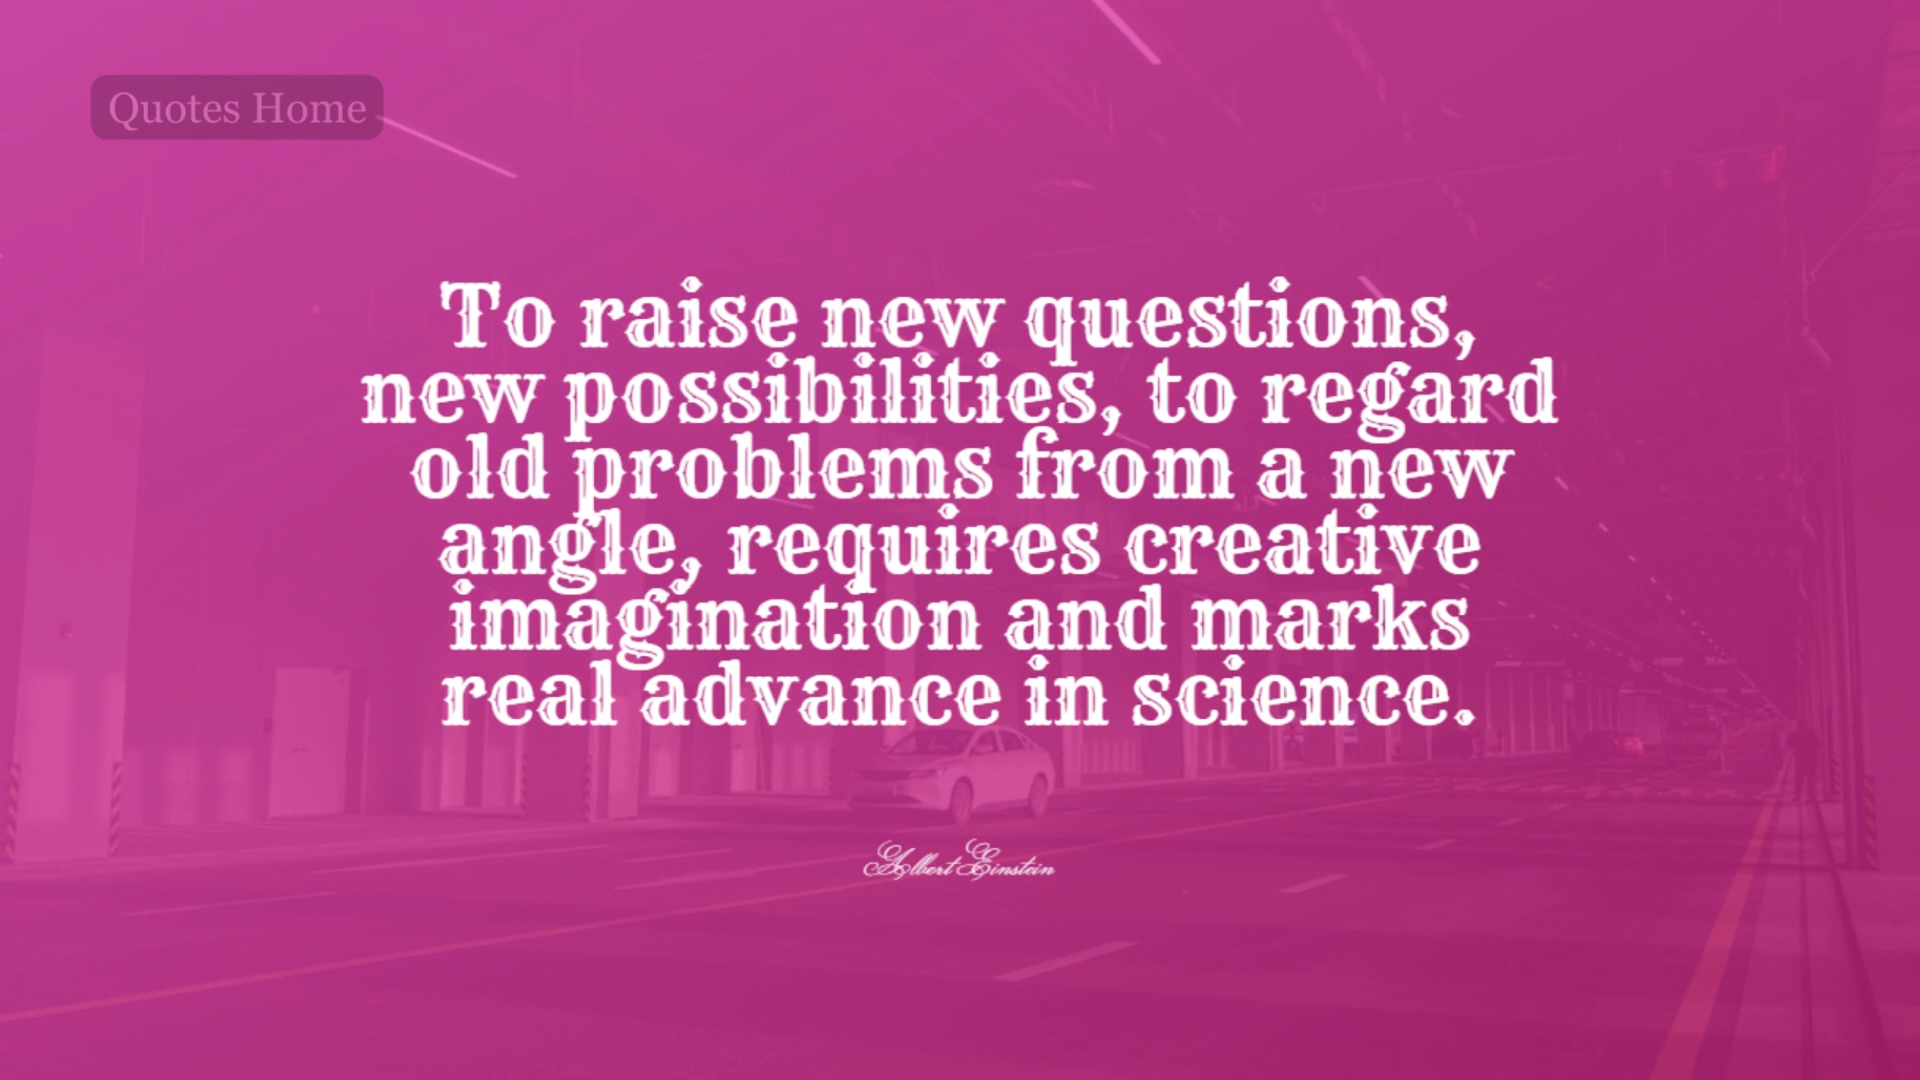 Quotes Home
To raise new questions,
new possibilities, to regard
old problems from a new
angle, requires creative
imagination and marks
real advance in science.
Albert Einstein